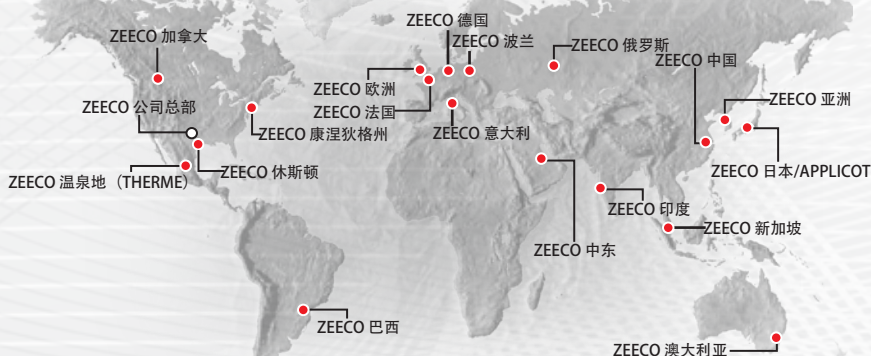 ZEECO 德国
ZEECO 加拿大
ZEECO 波兰
ZEECO 俄罗斯
ZEECO 中国
ZEECO 欧洲
ZEECO 公司总部
ZEECO 法国
ZEECO 亚洲
ZEECO 康涅狄格州
ZEECO 意大利
ZEECO 休斯顿
ZEECO 日本/APPLICOT
ZEECO 温泉地（THERME）
ZEECO 印度
ZEECO 新加坡
ZEECO 中东
ZEECO 巴西
ZEECO 澳大利亚